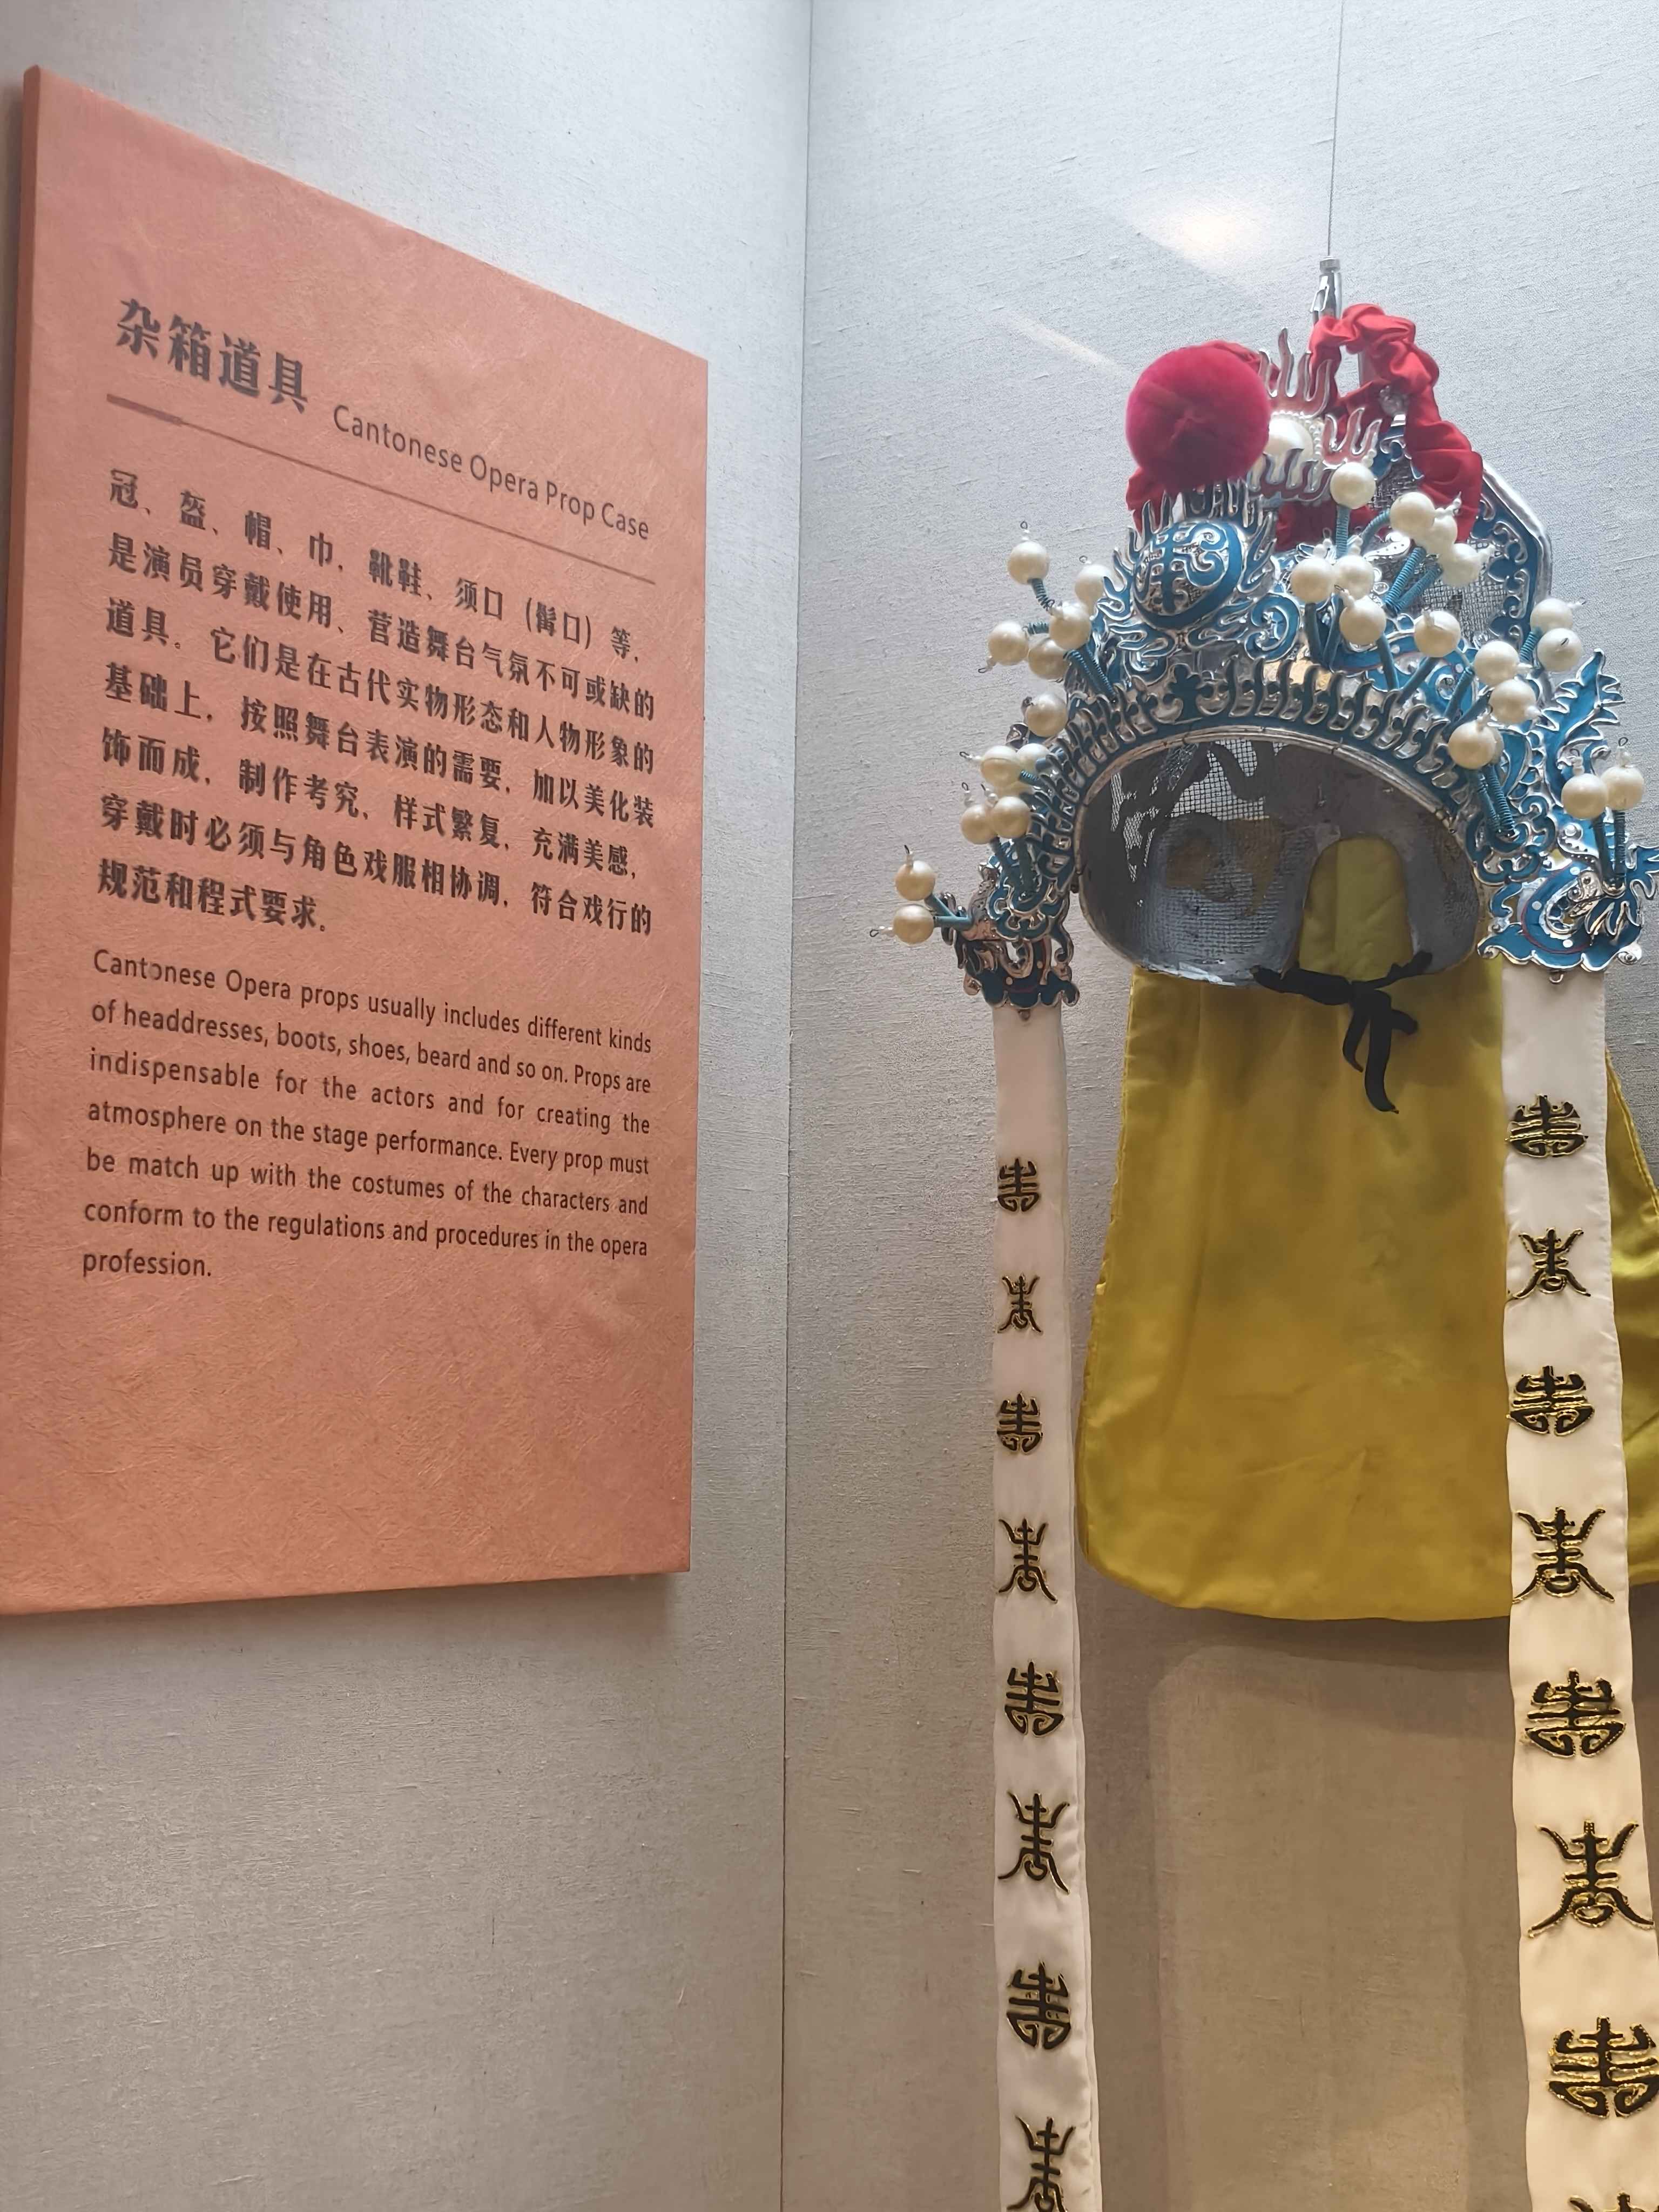 杂箱道具 Cantonese Opera Prop Case
冠、盔、帽、巾，靴鞋、须口（髯口）等，
是演员穿戴使用、营造舞台气氛不可或缺的
道具。它们是在古代实物形态和人物形象的
基础上，按照舞台表演的需要，加以美化装
饰而成，制作考究，样式繁复，充满美感，
穿戴时必须与角色戏服相协调，符合戏行的
规范和程式要求。
Cantonese Opera props usually includes different kinds
of headdresses, boots, shoes, beard and so on. Props are
indispensable for the actors and for creating the
atmosphere on the stage performance. Every prop must
be match up with the costumes of the characters and
conform to the regulations and procedures in the opera
profession.